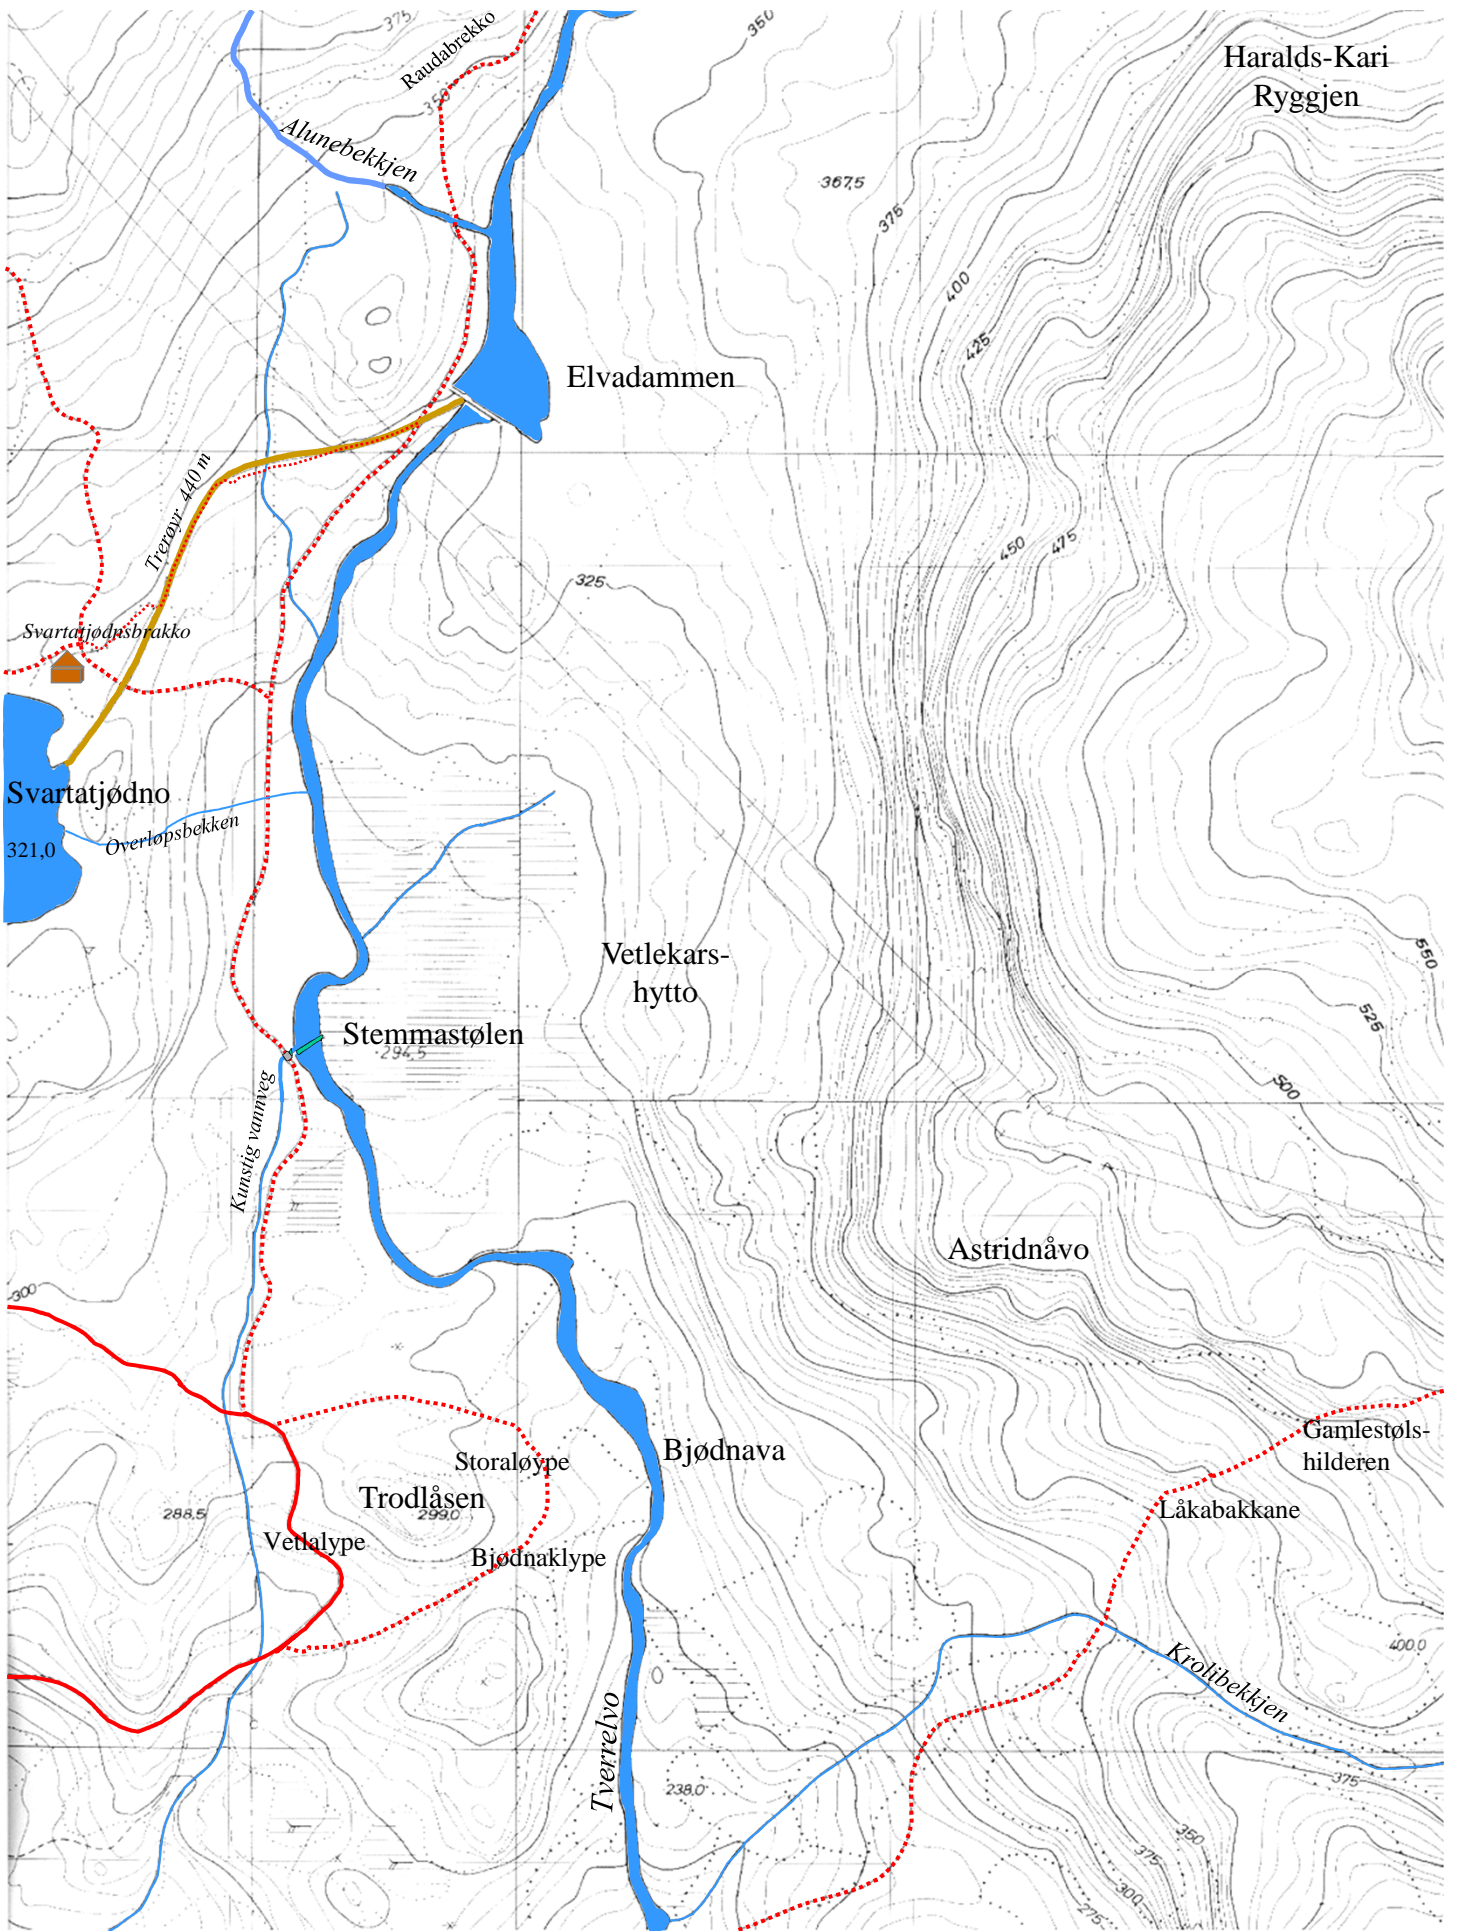 375
350
Raudabrekko
350
Haralds-Kari
Ryggjen
Alunebekkjen
367,5
375
400
425
Elvadammen
Trerøyr 440 m
450
475
325
Svartatjødnsbrakko
Svartatjødno
Overløpsbekken
321,0
Vetlekars-
hytto
550
525
Stemmastølen
294,5
500
Kunstig vannveg
Astridnåvo
300
Gamlestøls-
hilderen
Bjødnava
Storaløype
Trodlåsen
299,0
288,5
Låkabakkane
Vetlalype
Bjødnaklype
400,0
Krolibekkjen
Tverrelvo
238,0
375
350
375
300
275